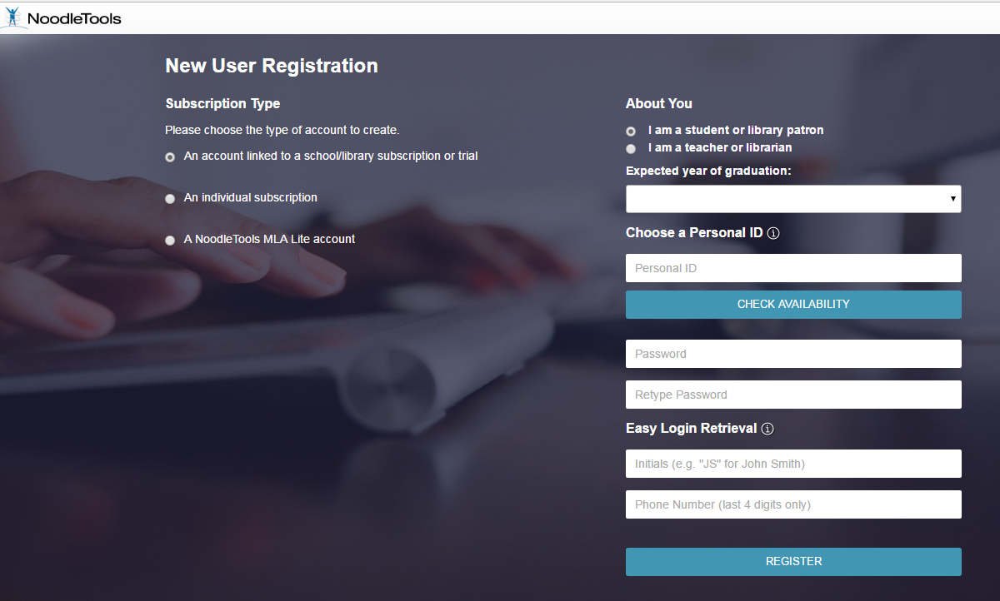 NoodleTools
New User Registration
Subscription Type
Please choose the type of account to create.
An account linked to a school/library subscription or trial
An individual subscription
A NoodleTools MLA Lite account
About You
I am a student or library patron
I am a teacher or librarian
Expected year of graduation:
Choose a Personal ID
Personal ID
CHECK AVAILABILITY
Password
Retype Password
Easy Login Retrieval
Initials (e.g. "JS" for John Smith)
Phone Number (last 4 digits only)
REGISTER